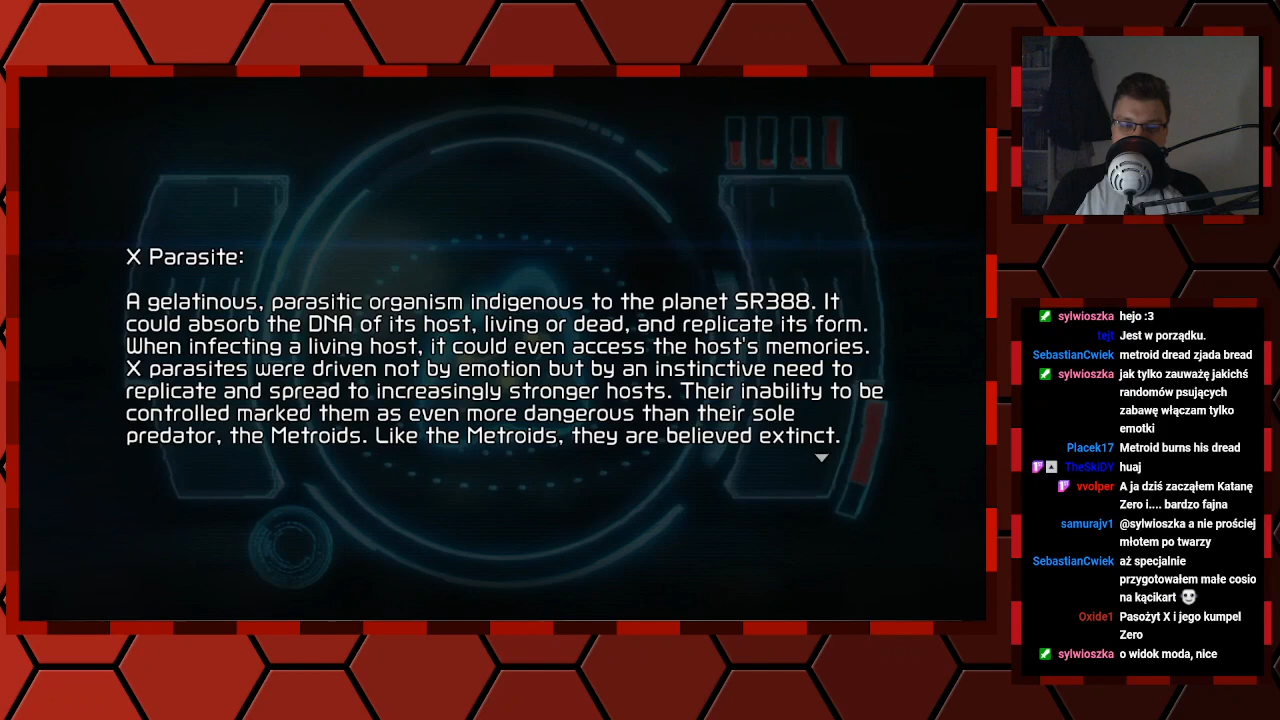 X Parasite:
A gelatinous, parasitic organism indigenous to the planet SR388. It
could absorb the DNA of its host, living or dead, and replicate its form.
When infecting a living host, it could even access the host's memories.
X parasites were driven not by emotion but by an instinctive need to
replicate and spread to increasingly stronger hosts. Their inability to be
controlled marked them as even more dangerous than their sole
predator, the Metroids. Like the Metroids, they are believed extinct.
sylwioszka hejo :3
tejt Jest w porządku.
SebastianCwiek metroid dread zjada bread
sylwioszka jak tylko zauważę jakichś
randomów psujących
zabawę włączam tylko
emotki
Placek17 Metroid burns his dread
TheSkiDY huaj
vvolper A ja dziś zacząłem Katanę
Zero i.... bardzo fajna
samurajv1 @sylwioszka a nie prościej
młotem po twarzy
SebastianCwiek aż specjalnie
przygotowałem małe cosio
na kącikart
Oxide1 Pasożyt X i jego kumpel
Zero
sylwioszka o widok moda, nice